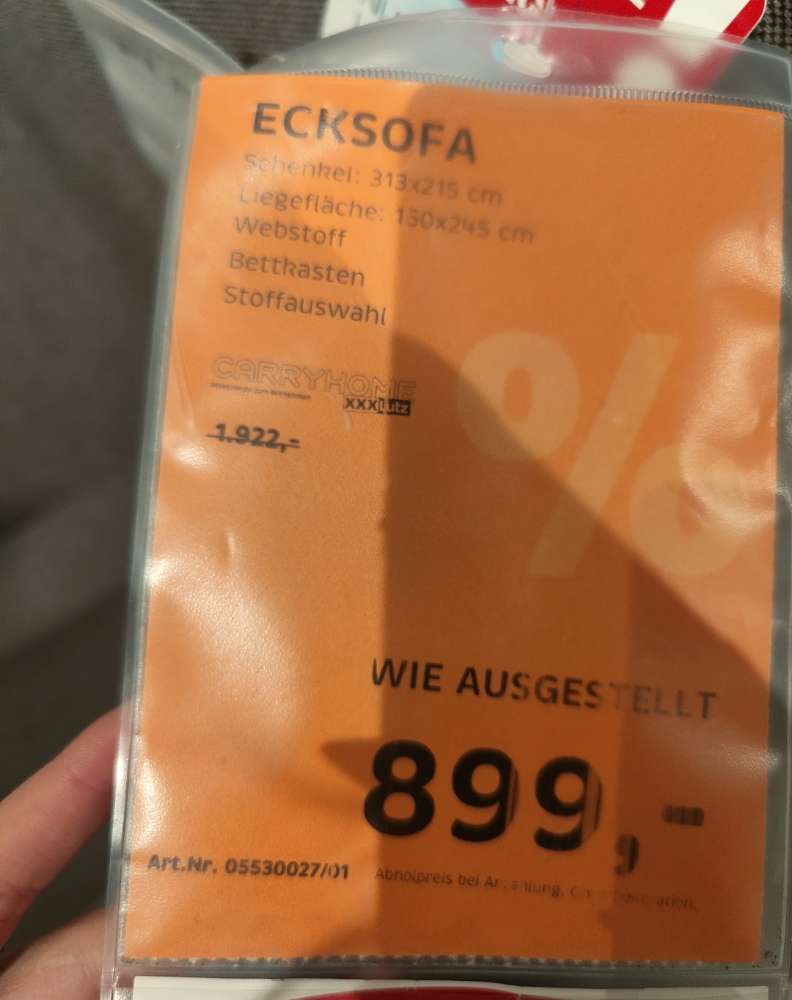 ECKSOFA
Schenkel: 313x215 cm
Liegefläche: 150x245 cm
Webstoff
Bettkasten
Stoffauswahl
CARRYHOME
XXXLutz
1.922,-
%
WIE AUSGESTELLT
899,-
Art.Nr. 05530027/01
Abholpreis bei Anzahlung,